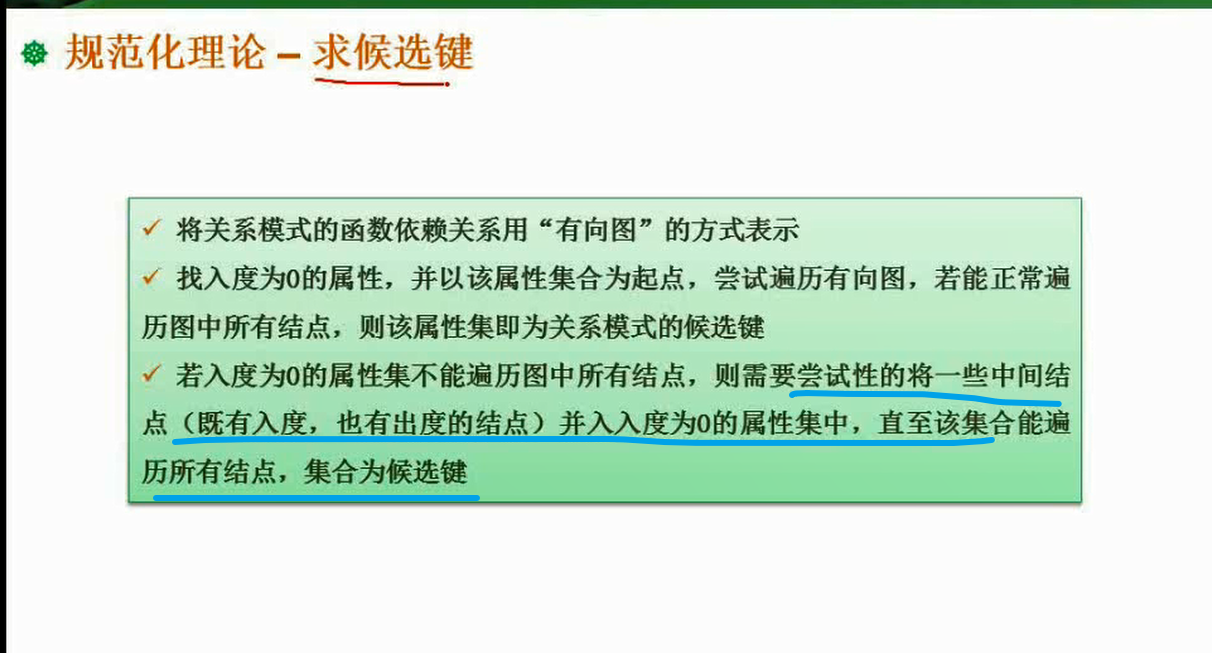 规范化理论 – 求候选键
✓ 将关系模式的函数依赖关系用“有向图”的方式表示
✓ 找入度为0的属性，并以该属性集合为起点，尝试遍历有向图，若能正常遍
历图中所有结点，则该属性集即为关系模式的候选键
✓ 若入度为0的属性集不能遍历图中所有结点，则需要尝试性的将一些中间结
点（既有入度，也有出度的结点）并入入度为0的属性集中，直至该集合能遍
历所有结点，集合为候选键